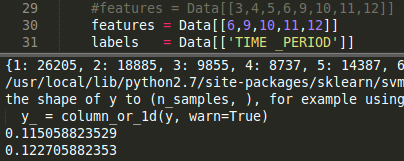 29 #features = Data[[3,4,5,6,9,10,11,12]]
30 features = Data[[6,9,10,11,12]]
31 labels = Data[['TIME _PERIOD']]
{1: 26205, 2: 18885, 3: 9855, 4: 8737, 5: 14387, 6
/usr/local/lib/python2.7/site-packages/sklearn/svm
the shape of y to (n_samples, ), for example using
y_ = column_or_1d(y, warn=True)
0.115058823529
0.122705882353